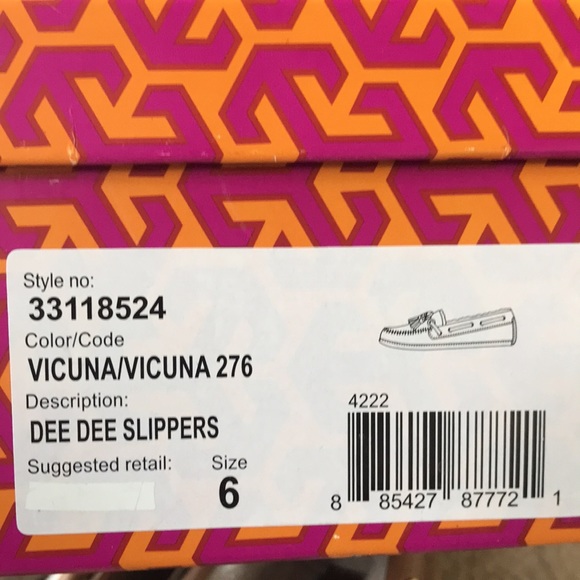 Style no:
33118524
Color/Code
VICUNA/VICUNA 276
Description:
DEE DEE SLIPPERS
Suggested retail: Size
6
4222
8 85427 87772 1